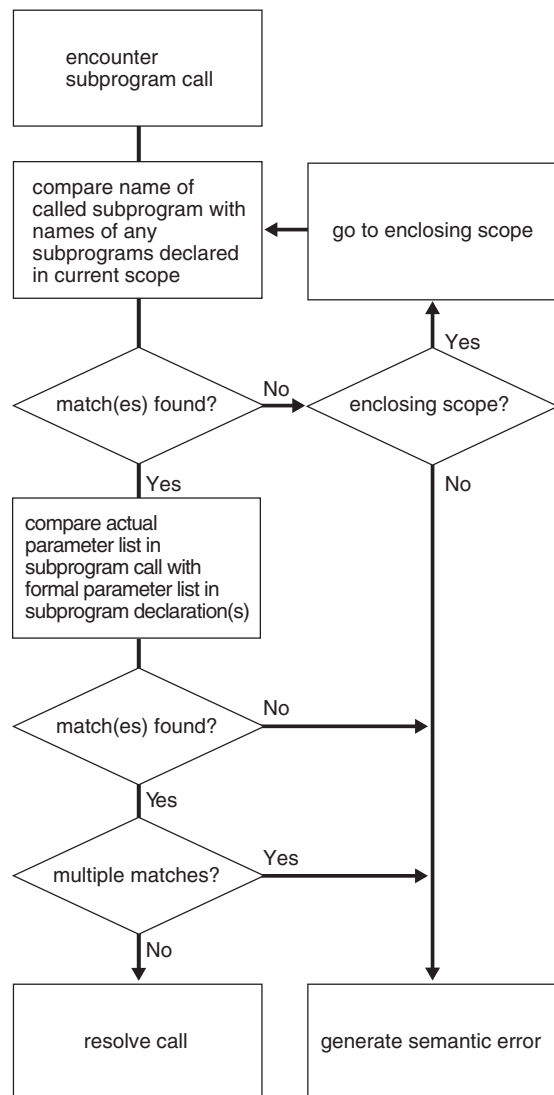 encounter
subprogram call
compare name of
called subprogram with
names of any
subprograms declared
in current scope
go to enclosing scope
Yes
match(es) found?
No
enclosing scope?
Yes
No
compare actual
parameter list in
subprogram call with
formal parameter list in
subprogram declaration(s)
match(es) found?
No
Yes
multiple matches?
Yes
No
resolve call
generate semantic error